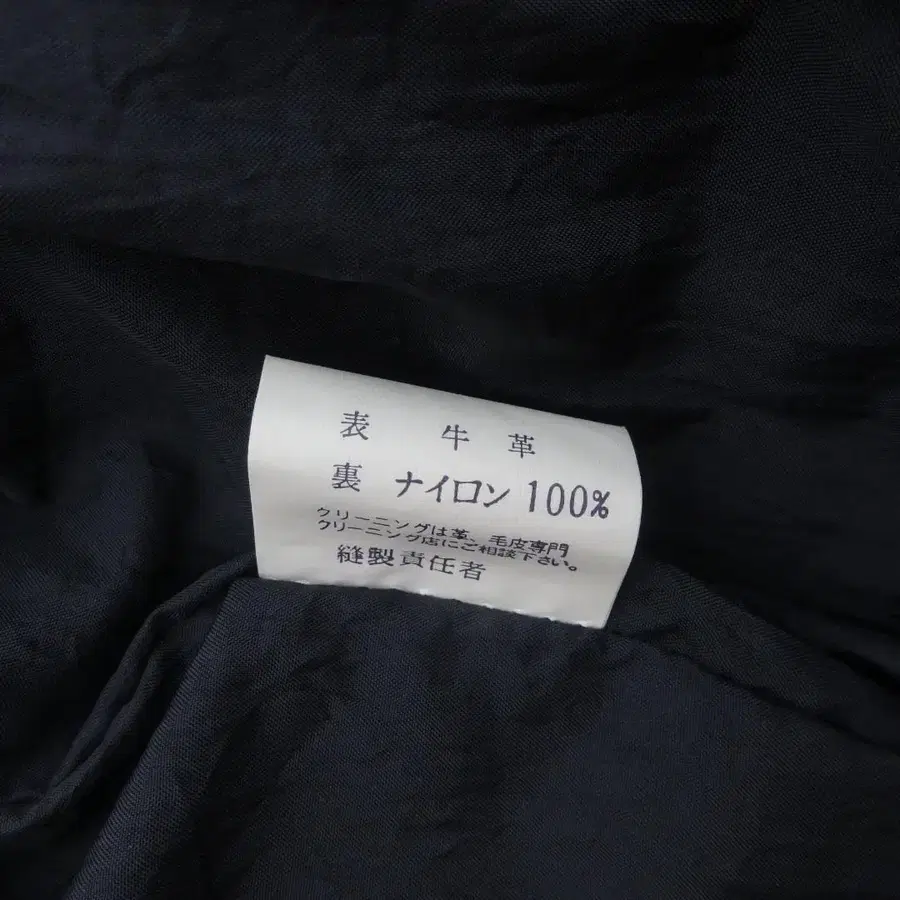 表 牛革
裏 ナイロン 100%
クリーニングは革、毛皮専門
クリーニング店にご相談下さい。
縫製責任者